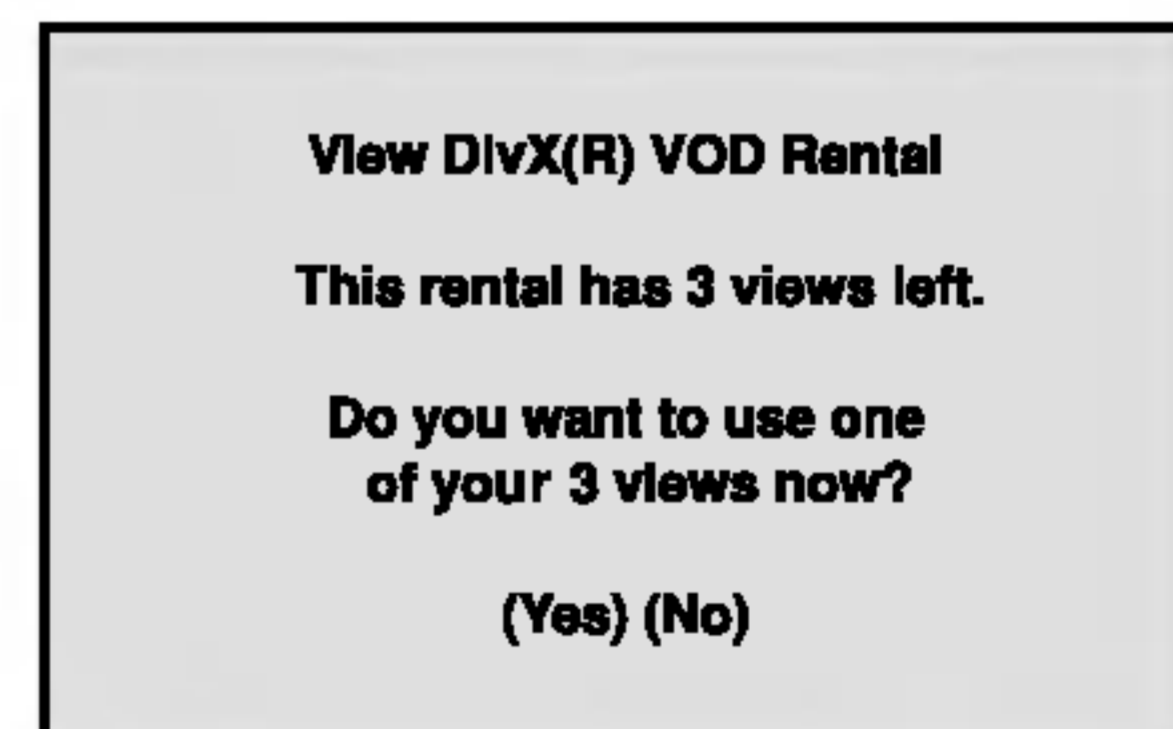 View DivX(R) VOD Rental
This rental has 3 views left.
Do you want to use one
of your 3 views now?
(Yes) (No)